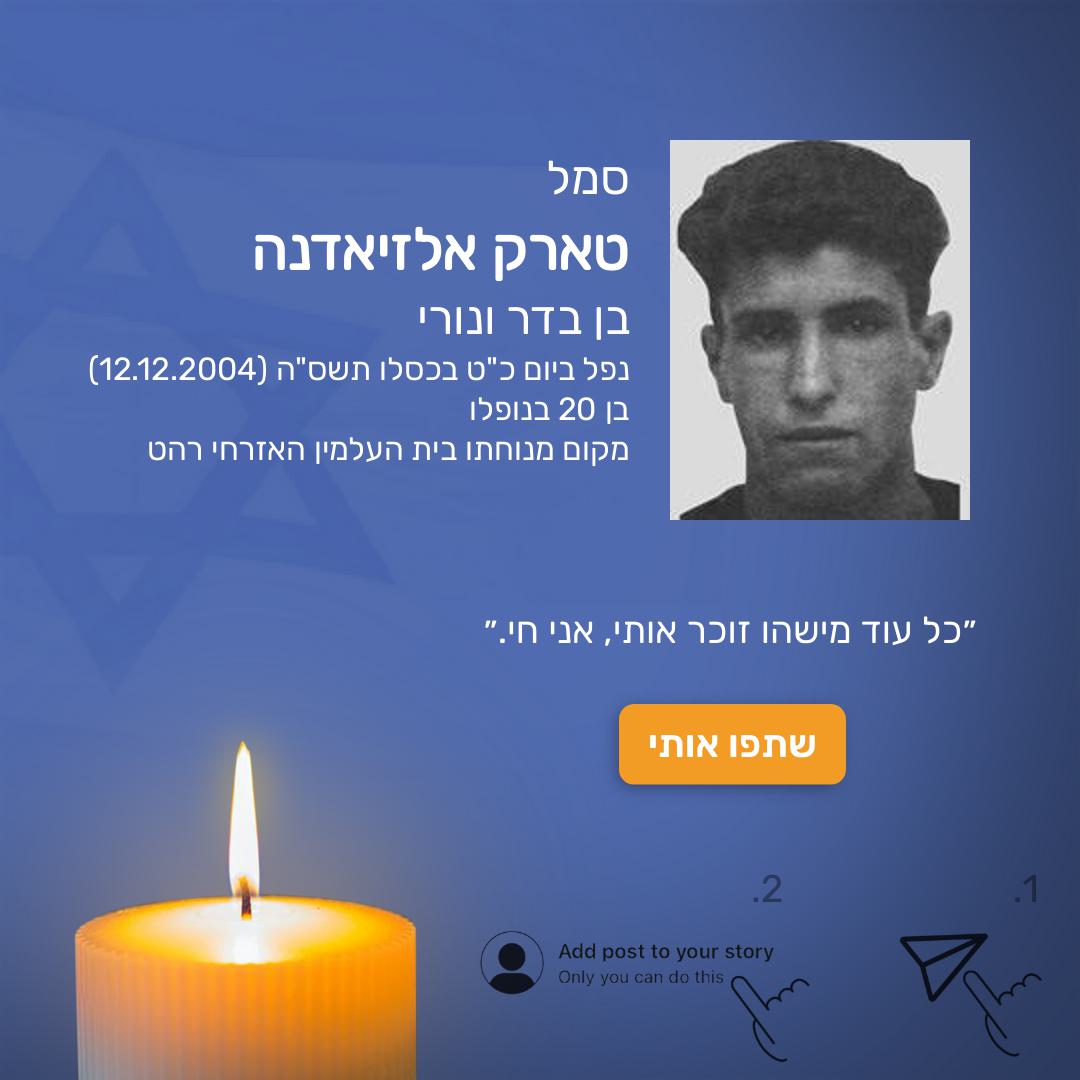 סמל
טארק אלזיאדנה
בן בדר ונורי
נפל ביום כ"ט בכסלו תשס"ה (12.12.2004)
בן 20 בנופלו
מקום מנוחתו בית העלמין האזרחי רהט
״כל עוד מישהו זוכר אותי, אני חי.״
שתפו אותי
.1
.2
Add post to your story
Only you can do this